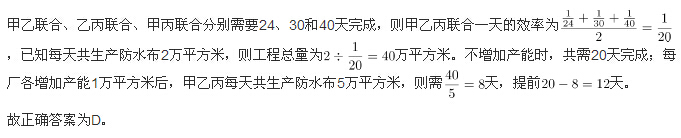 甲乙联合、乙丙联合、甲丙联合分别需要24、30和40天完成，则甲乙丙联合一天的效率为$\frac{\frac{1}{24}+\frac{1}{30}+\frac{1}{40}}{2}=\frac{1}{20}$
，已知每天共生产防水布2万平方米，则工程总量为$2\div\frac{1}{20}=40$万平方米。不增加产能时，共需20天完成；每
厂各增加产能1万平方米后，甲乙丙每天共生产防水布5万平方米，则需$\frac{40}{5}=8$天，提前$20-8=12$天。
故正确答案为D。